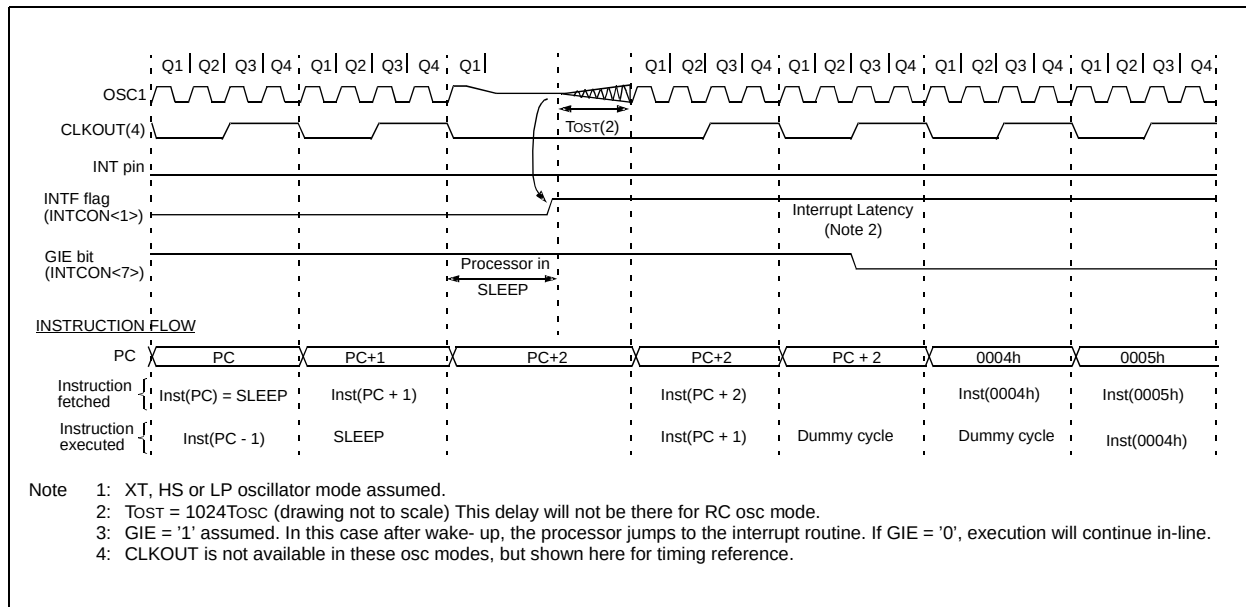 Q1 Q2 Q3 Q4 Q1 Q2 Q3 Q4 Q1 Q1 Q2 Q3 Q4 Q1 Q2 Q3 Q4 Q1 Q2 Q3 Q4 Q1 Q2 Q3 Q4
OSC1
TOST(2)
CLKOUT(4)
INT pin
INTF flag
(INTCON<1>)
Interrupt Latency
(Note 2)
GIE bit
(INTCON<7>)
Processor in
SLEEP
INSTRUCTION FLOW
PC PC PC+1 PC+2 PC+2 PC + 2 0004h 0005h
Instruction
fetched
Inst(PC) = SLEEP Inst(PC + 1) Inst(PC + 2) Inst(0004h) Inst(0005h)
Instruction
executed
Inst(PC - 1) SLEEP Inst(PC + 1) Dummy cycle Dummy cycle Inst(0004h)
Note 1: XT, HS or LP oscillator mode assumed.
2: TOST = 1024TOSC (drawing not to scale) This delay will not be there for RC osc mode.
3: GIE = '1' assumed. In this case after wake- up, the processor jumps to the interrupt routine. If GIE = '0', execution will continue in-line.
4: CLKOUT is not available in these osc modes, but shown here for timing reference.